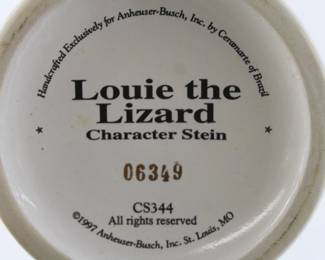 Handcrafted Exclusively for Anheuser-Busch, Inc. by Ceramarte of Brazil
Louie the
Lizard
Character Stein
06349
CS344
All rights reserved
©1997 Anheuser-Busch, Inc. St. Louis, MO